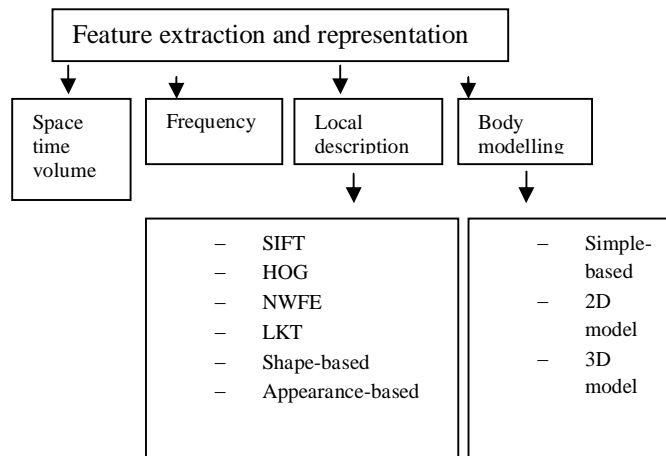 Feature extraction and representation
Space
time
volume
Frequency
Local
description
Body
modelling
– SIFT
– HOG
– NWFE
– LKT
– Shape-based
– Appearance-based
– Simple-
based
– 2D
model
– 3D
model